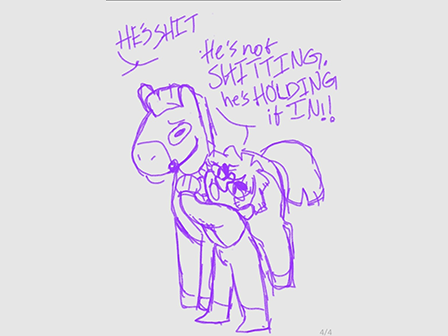 HE'S SHIT
He's not
SHITTING.
he's HOLDING
it IN!!
4/4